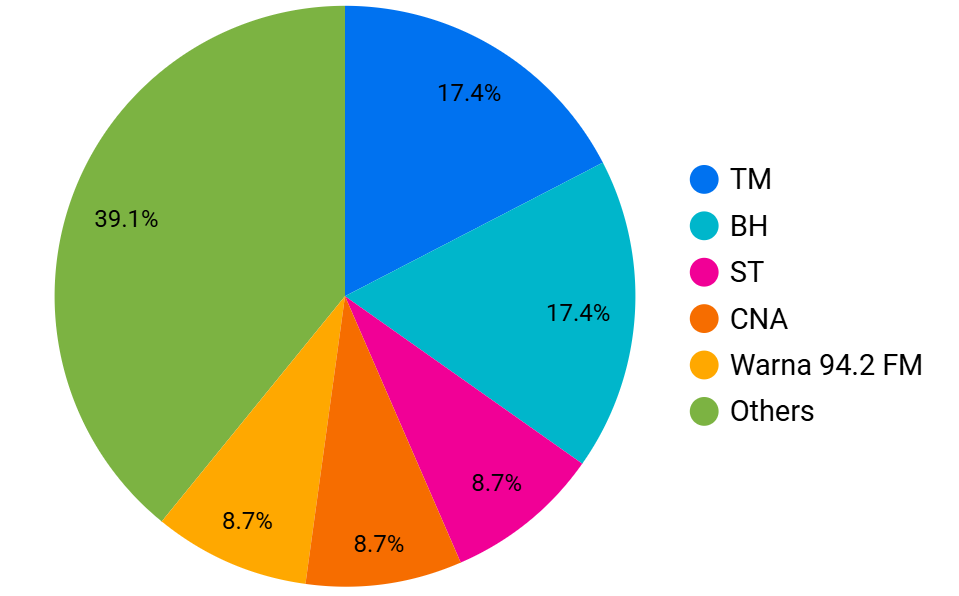 17.4%
39.1%
17.4%
8.7%
8.7%
8.7%
TM
BH
ST
CNA
Warna 94.2 FM
Others